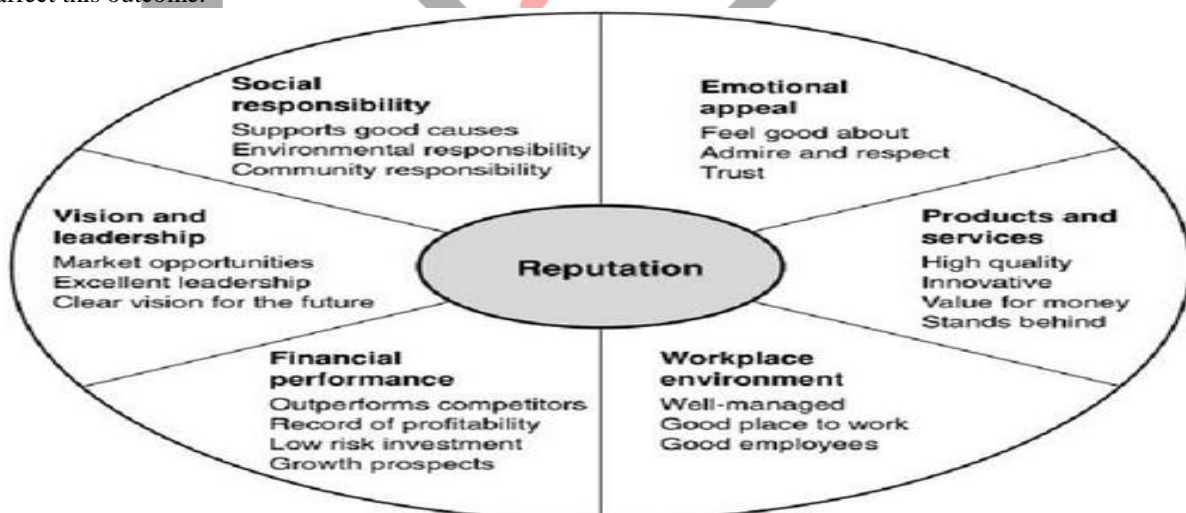 affect this outcome.
Social
responsibility
Supports good causes
Environmental responsibility
Community responsibility
Emotional
appeal
Feel good about
Admire and respect
Trust
Vision and
leadership
Market opportunities
Excellent leadership
Clear vision for the future
Reputation
Products and
services
High quality
Innovative
Value for money
Stands behind
Financial
performance
Outperforms competitors
Record of profitability
Low risk investment
Growth prospects
Workplace
environment
Well-managed
Good place to work
Good employees